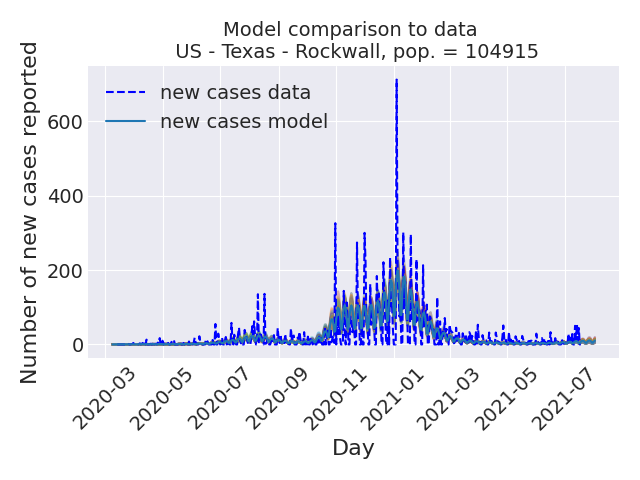 Model comparison to data
US - Texas - Rockwall, pop. = 104915
Number of new cases reported
new cases data
new cases model
600
400
200
0
2020-03
2020-05
2020-07
2020-09
2020-11
2021-01
2021-03
2021-05
2021-07
Day